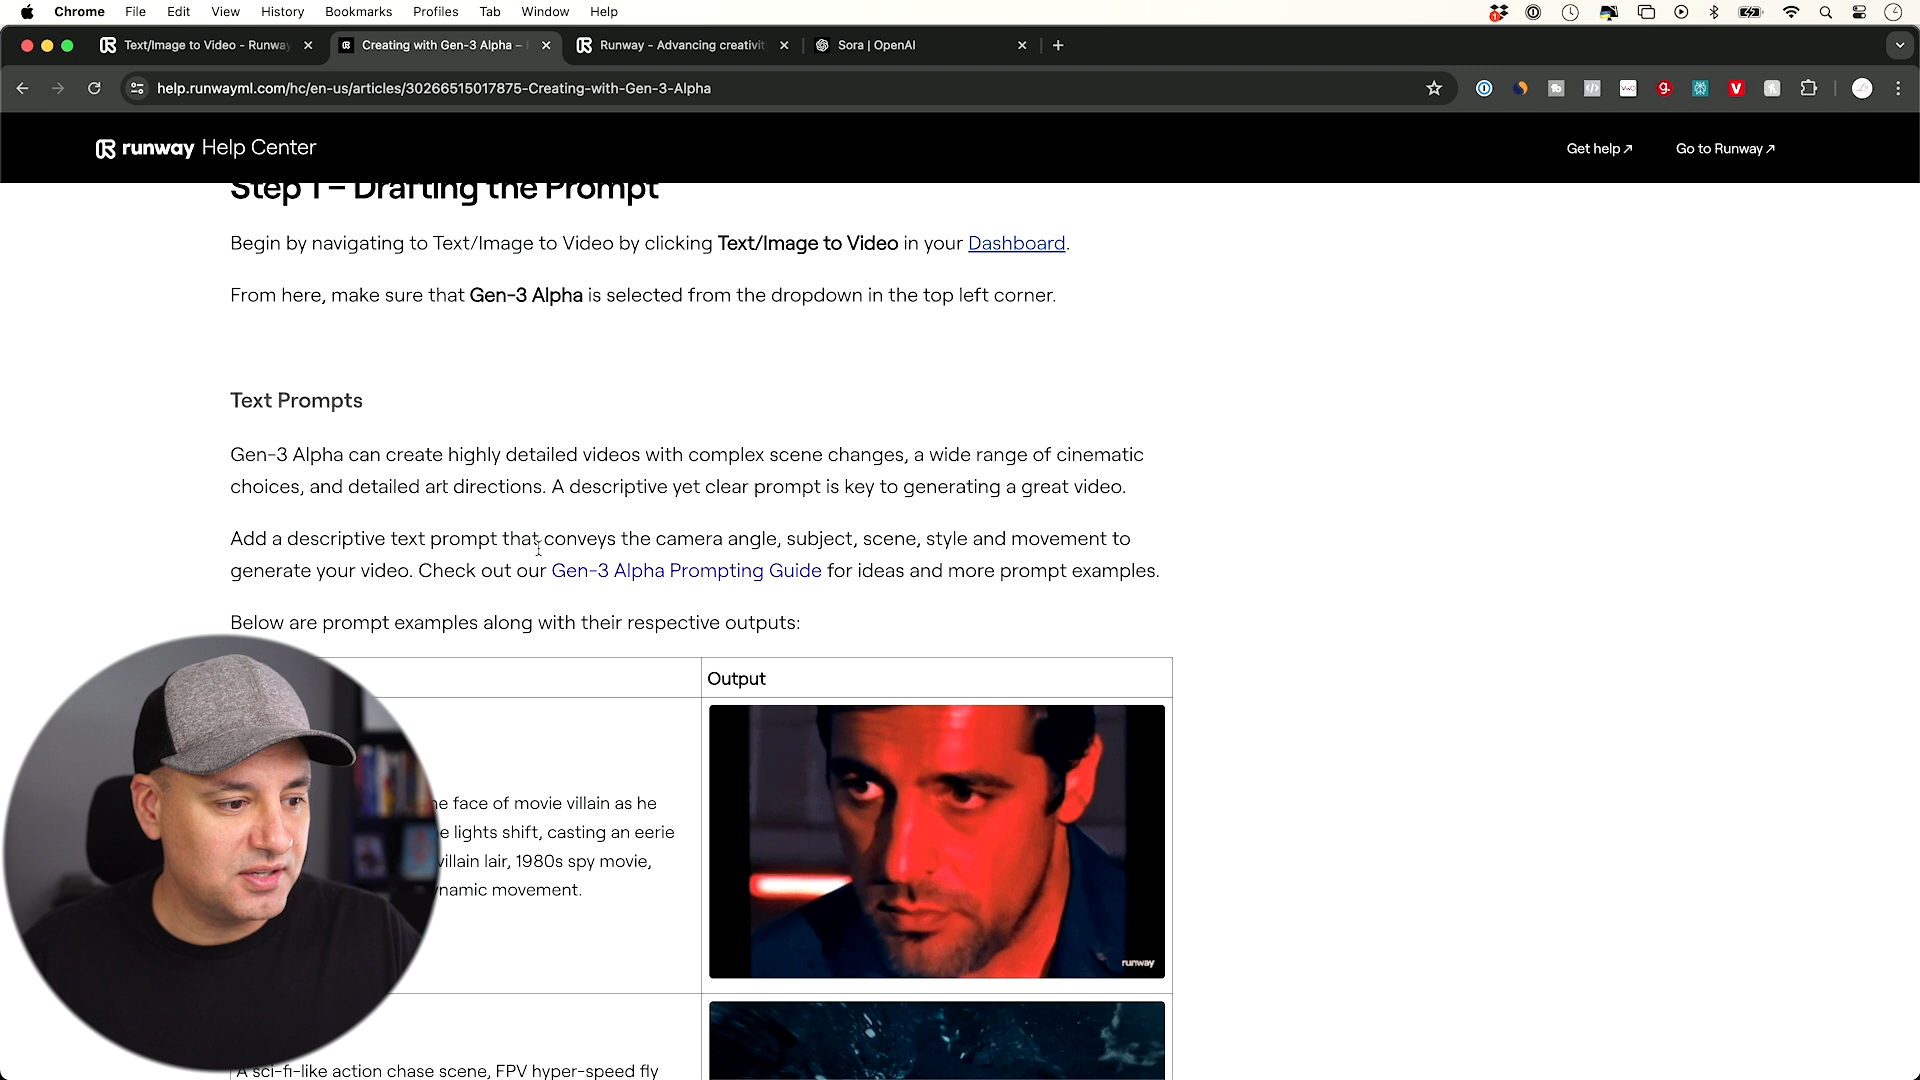 Chrome File Edit View History Bookmarks Profiles Tab Window Help
Text/Image to Video - Runway
Creating with Gen-3 Alpha –
Runway - Advancing creativit
Sora | OpenAI
help.runwayml.com/hc/en-us/articles/30266515017875-Creating-with-Gen-3-Alpha
runway Help Center
Get help
Go to Runway
Step 1 – Drafting the Prompt
Begin by navigating to Text/Image to Video by clicking Text/Image to Video in your Dashboard.
From here, make sure that Gen-3 Alpha is selected from the dropdown in the top left corner.
Text Prompts
Gen-3 Alpha can create highly detailed videos with complex scene changes, a wide range of cinematic
choices, and detailed art directions. A descriptive yet clear prompt is key to generating a great video.
Add a descriptive text prompt that conveys the camera angle, subject, scene, style and movement to
generate your video. Check out our Gen-3 Alpha Prompting Guide for ideas and more prompt examples.
Below are prompt examples along with their respective outputs:
Output
face of movie villain as he
lights shift, casting an eerie
villain lair, 1980s spy movie,
movement.
runway
A sci-fi-like action chase scene, FPV hyper-speed fly